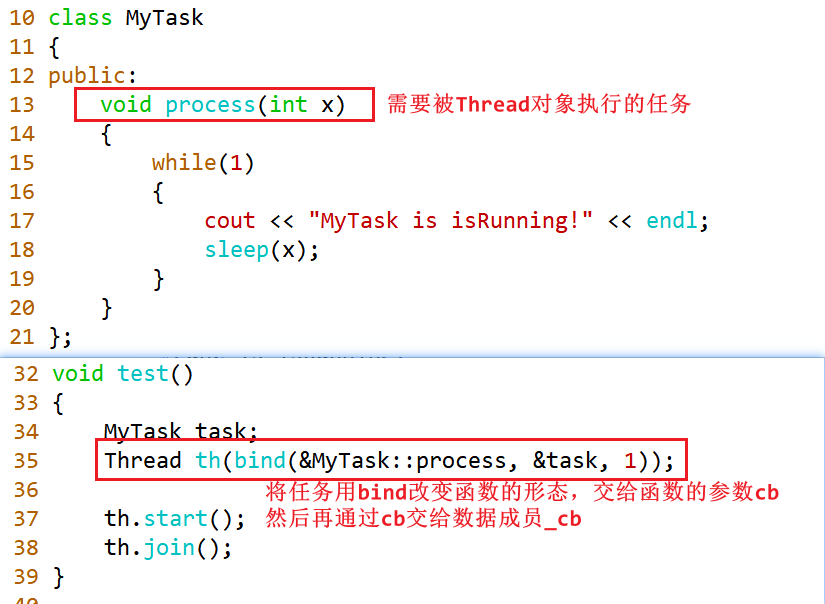 10 class MyTask
11 {
12 public:
13     void process(int x) 需要被Thread对象执行的任务
14     {
15         while(1)
16         {
17             cout << "MyTask is isRunning!" << endl;
18             sleep(x);
19         }
20     }
21 };
32 void test()
33 {
34     MyTask task;
35     Thread th(bind(&MyTask::process, &task, 1));
36 将任务用bind改变函数的形态，交给函数的参数cb
37     th.start(); 然后再通过cb交给数据成员_cb
38     th.join();
39 }